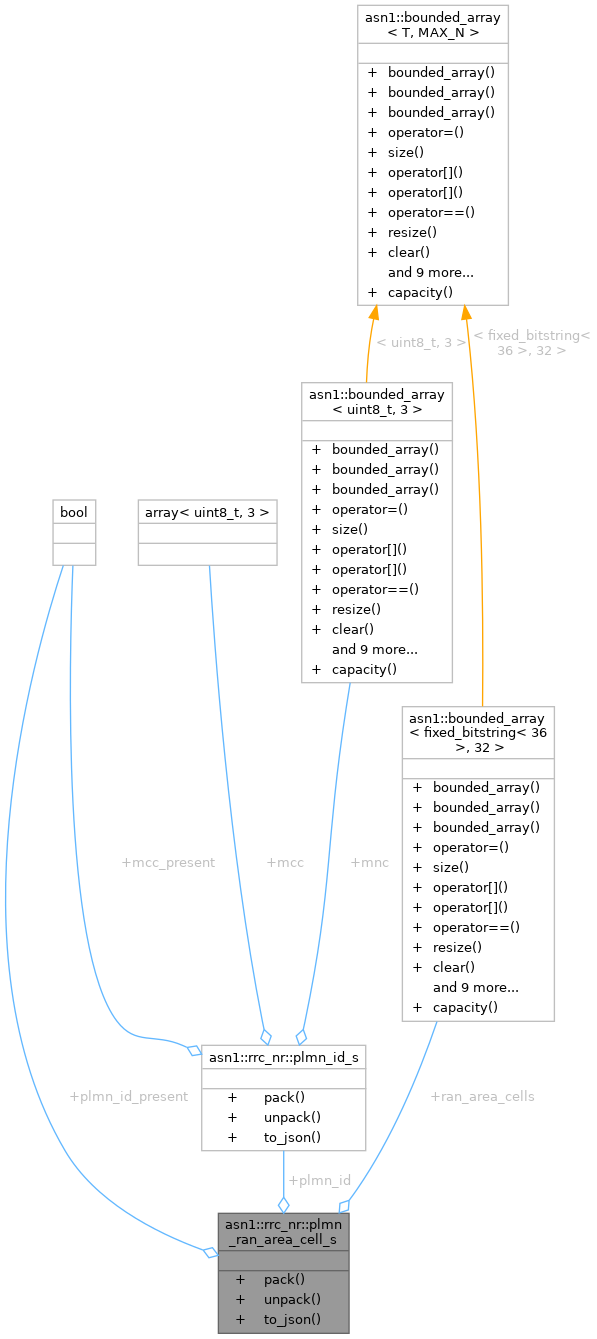 asn1::bounded_array
< T, MAX_N >
+ bounded_array()
+ bounded_array()
+ bounded_array()
+ operator=()
+ size()
+ operator[]()
+ operator[]()
+ operator==()
+ resize()
+ clear()
and 9 more...
+ capacity()
< uint8_t, 3 >
< fixed_bitstring<
36 >, 32 >
asn1::bounded_array
< uint8_t, 3 >
+ bounded_array()
+ bounded_array()
+ bounded_array()
+ operator=()
+ size()
+ operator[]()
+ operator[]()
+ operator==()
+ resize()
+ clear()
and 9 more...
+ capacity()
bool
array< uint8_t, 3 >
asn1::bounded_array
< fixed_bitstring< 36
>, 32 >
+ bounded_array()
+ bounded_array()
+ bounded_array()
+ operator=()
+ size()
+ operator[]()
+ operator[]()
+ operator==()
+ resize()
+ clear()
and 9 more...
+ capacity()
+mcc_present
+mcc
+mnc
asn1::rrc_nr::plmn_id_s
+ pack()
+ unpack()
+ to_json()
+plmn_id_present
+ran_area_cells
+plmn_id
asn1::rrc_nr::plmn
_ran_area_cell_s
+ pack()
+ unpack()
+ to_json()